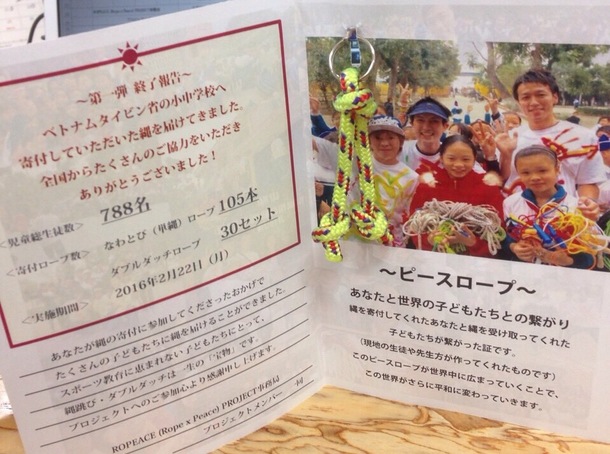 ～第一弾 終了報告～
ベトナムタイビン省の小中学校へ
寄付していただいた縄を届けてきました。
全国からたくさんのご協力をいただき
ありがとうございました！
<児童総生徒数> 788名
<寄付ロープ数> なわとび（単縄）ロープ 105本
ダブルダッチロープ 30セット
<実施期間> 2016年2月22日（月）
あなたが縄の寄付に参加してくださったおかげで
たくさんの子どもたちに縄を届けることができました。
スポーツ教育に恵まれない子どもたちにとって、
縄跳び・ダブルダッチは一生の「宝物」です。
プロジェクトへのご参加心より感謝申し上げます。
ROPEACE (Rope x Peace) PROJECT事務局
プロジェクトメンバー 一同
～ピースロープ～
あなたと世界の子どもたちとの繋がり
縄を寄付してくれたあなたと縄を受け取ってくれた
子どもたちが繋がった証です。
（現地の生徒や先生方が作ってくれたものです）
このピースロープが世界中に広まっていくことで、
この世界がさらに平和に変わっていきます。